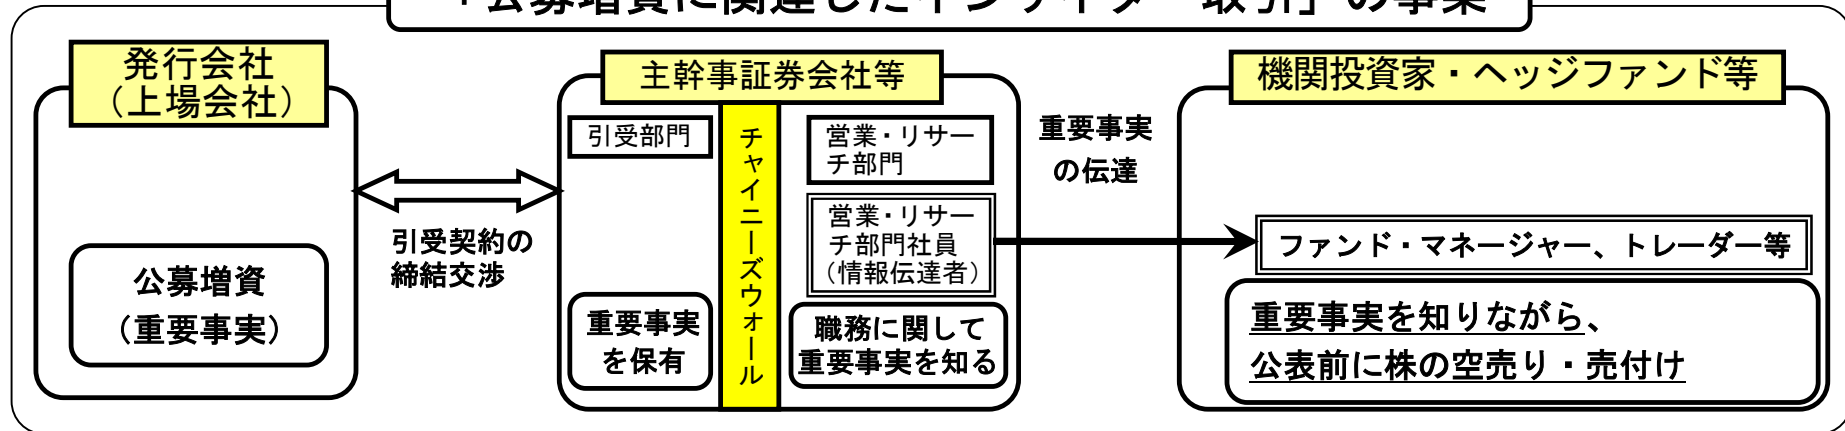 「公募増資に関連したインサイダー取引」の事案
発行会社
（上場会社）
公募増資
（重要事実）
引受契約の
締結交渉
主幹事証券会社等
引受部門
重要事実
を保有
チャイニーズウォール
営業・リサー
チ部門
営業・リサー
チ部門社員
（情報伝達者）
職務に関して
重要事実を知る
重要事実
の伝達
機関投資家・ヘッジファンド等
ファンド・マネージャー、トレーダー等
重要事実を知りながら、
公表前に株の空売り・売付け